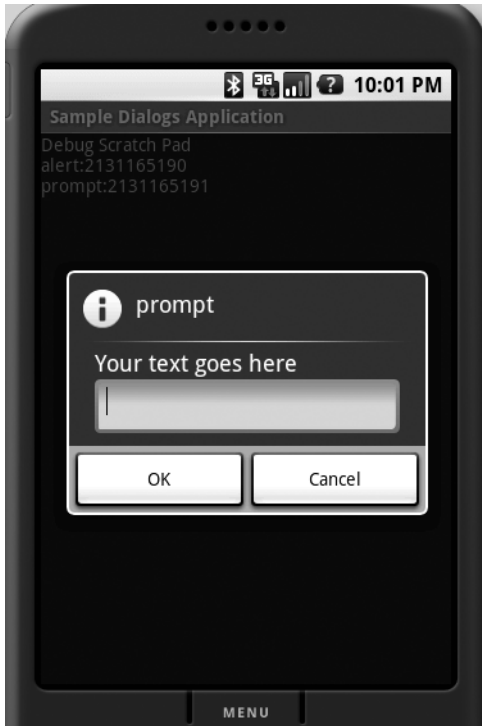 3G
? 10:01 PM
Sample Dialogs Application
Debug Scratch Pad
alert:2131165190
prompt:2131165191
i prompt
Your text goes here
OK Cancel
MENU